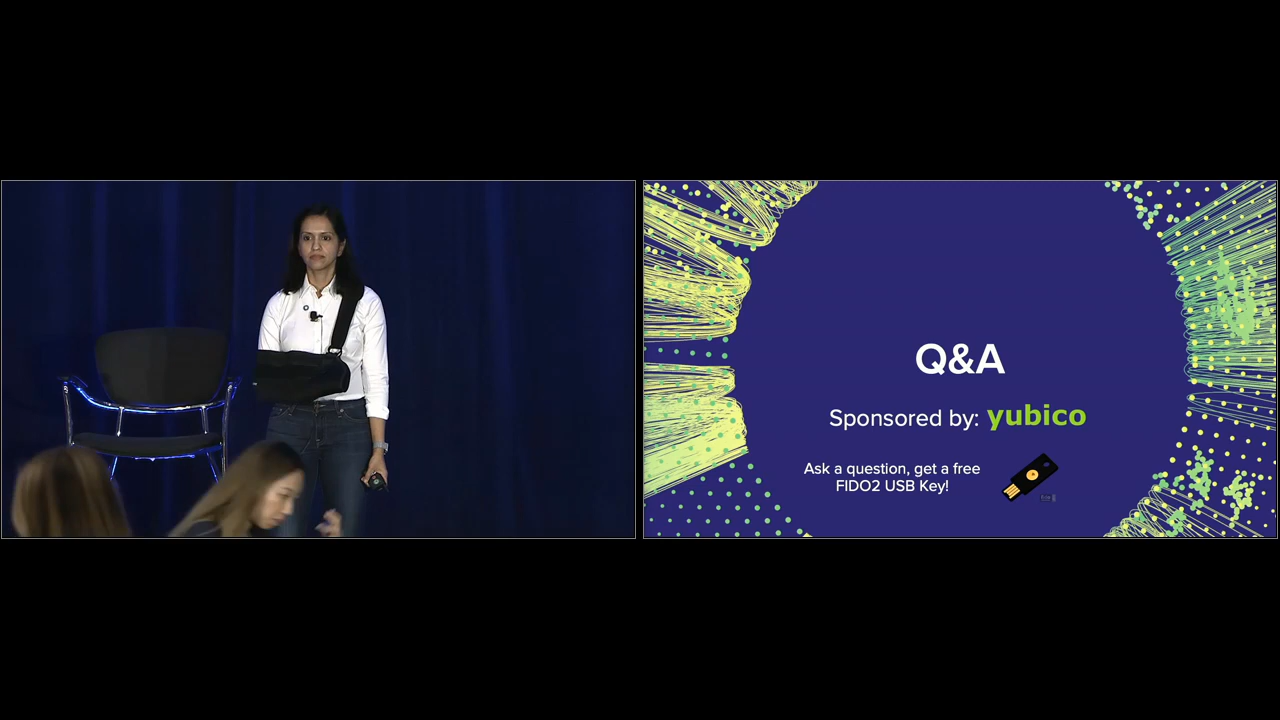 Q&A
Sponsored by: yubico
Ask a question, get a free
FIDO2 USB Key!